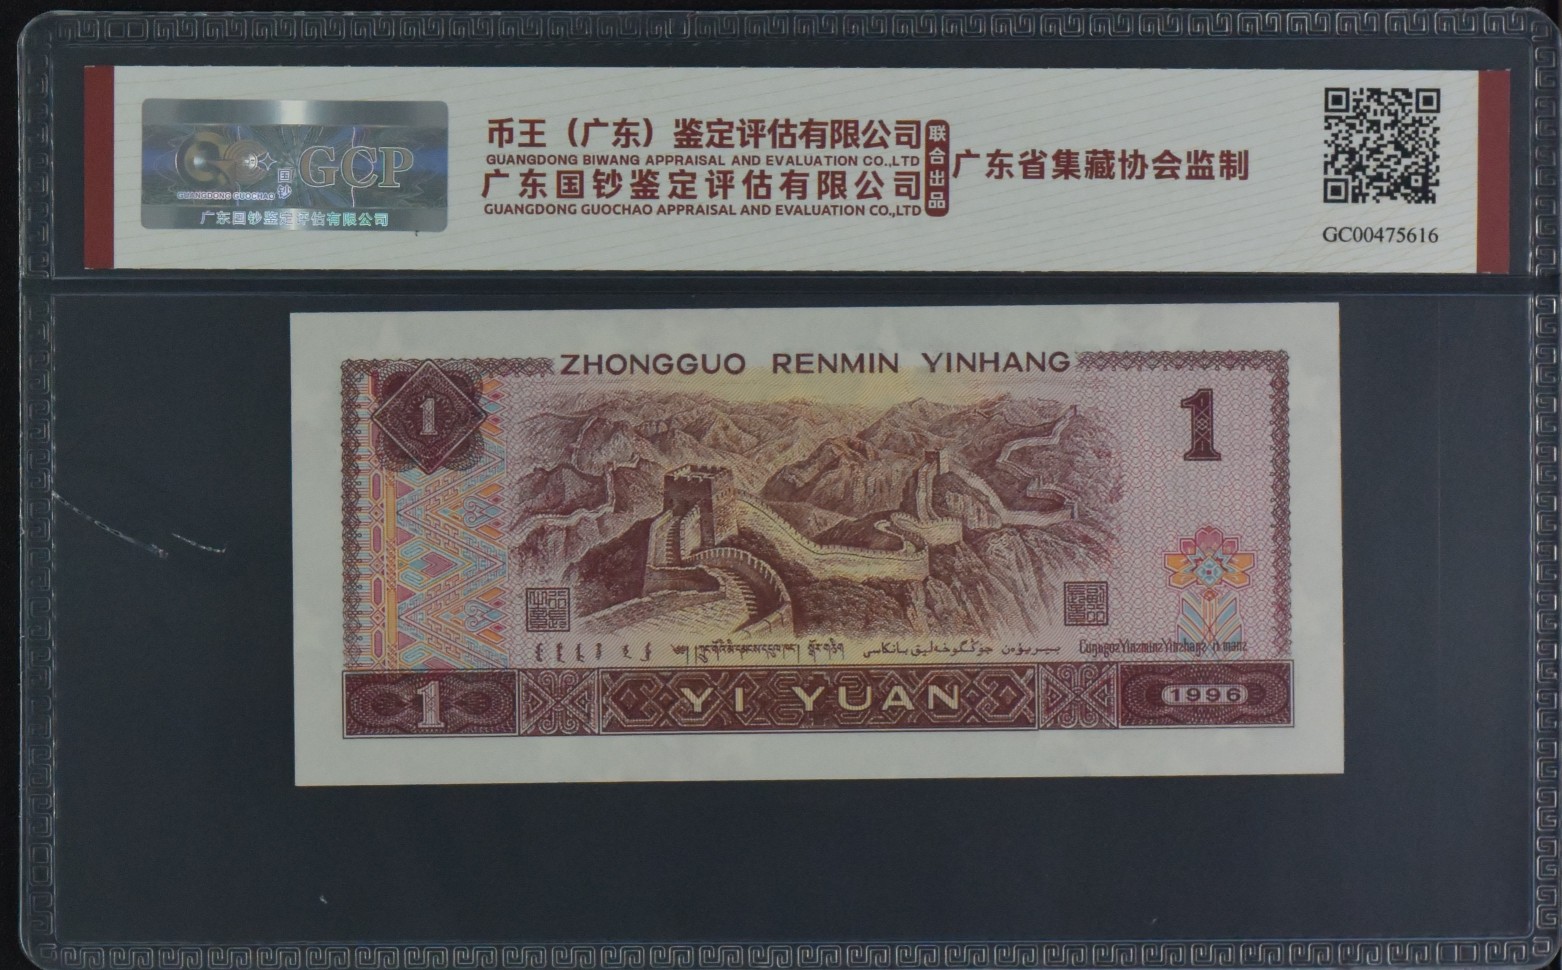 币王（广东）鉴定评估有限公司
GUANGDONG BIWANG APPRAISAL AND EVALUATION CO.,LTD
广东国钞鉴定评估有限公司
GUANGDONG GUOCHAO APPRAISAL AND EVALUATION CO.,LTD
联合出品
广东省集藏协会监制
GC00475616
GCP
国钞
GUANGDONG GUOCHAO
广东国钞鉴定评估有限公司
ZHONGGUO RENMIN YINHANG
1
1
CunghgozYinzminzYinzhangz It manz
1
YI YUAN
1996